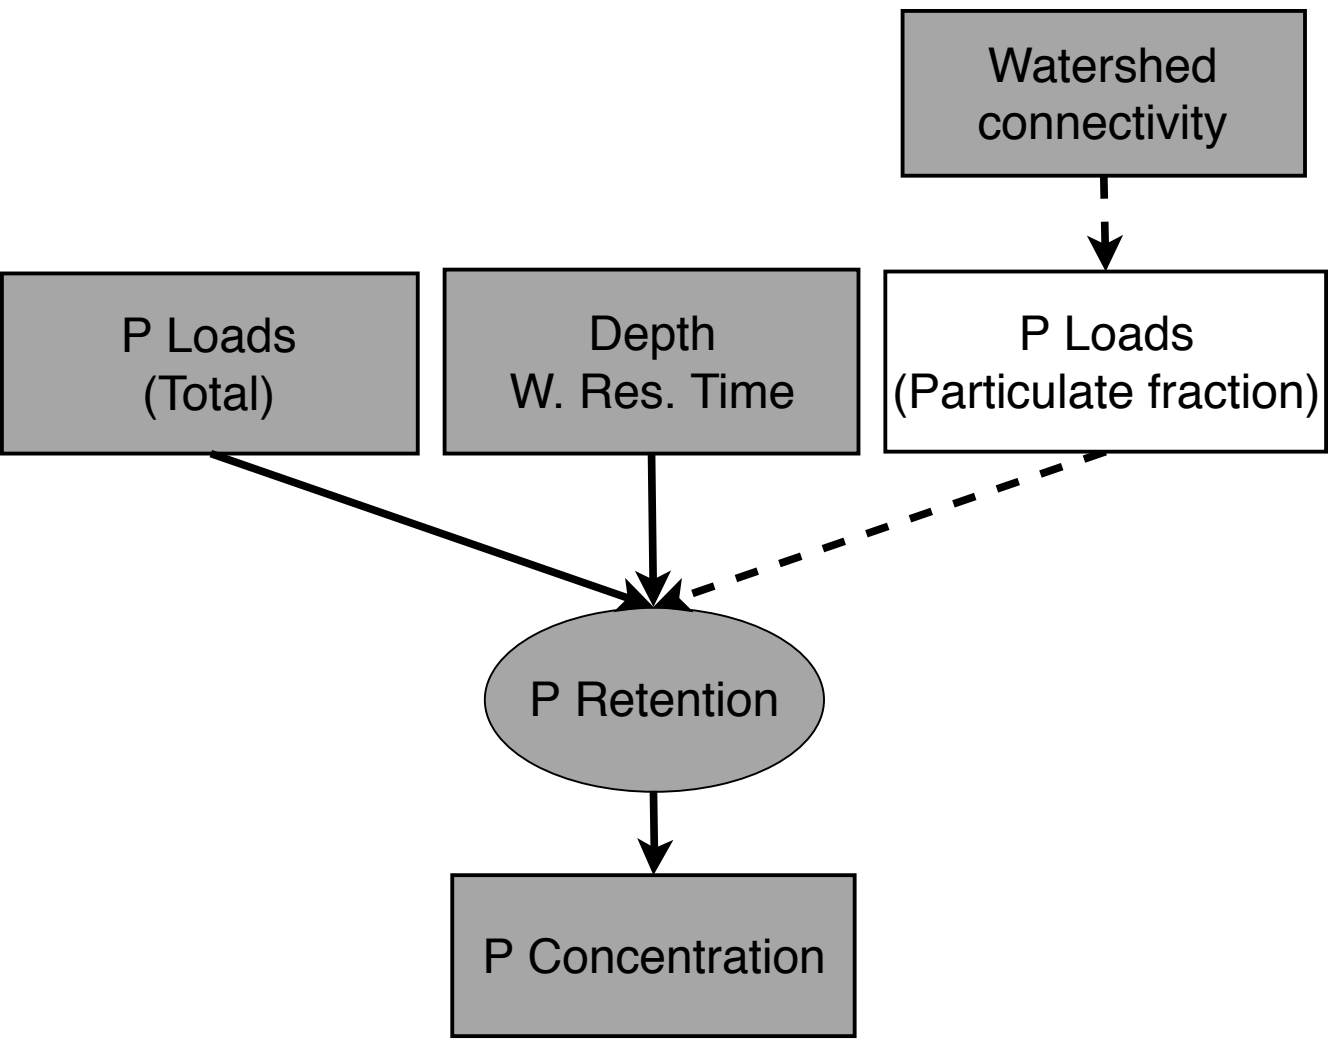 Watershed
connectivity
P Loads
(Total)
Depth
W. Res. Time
P Loads
(Particulate fraction)
P Retention
P Concentration